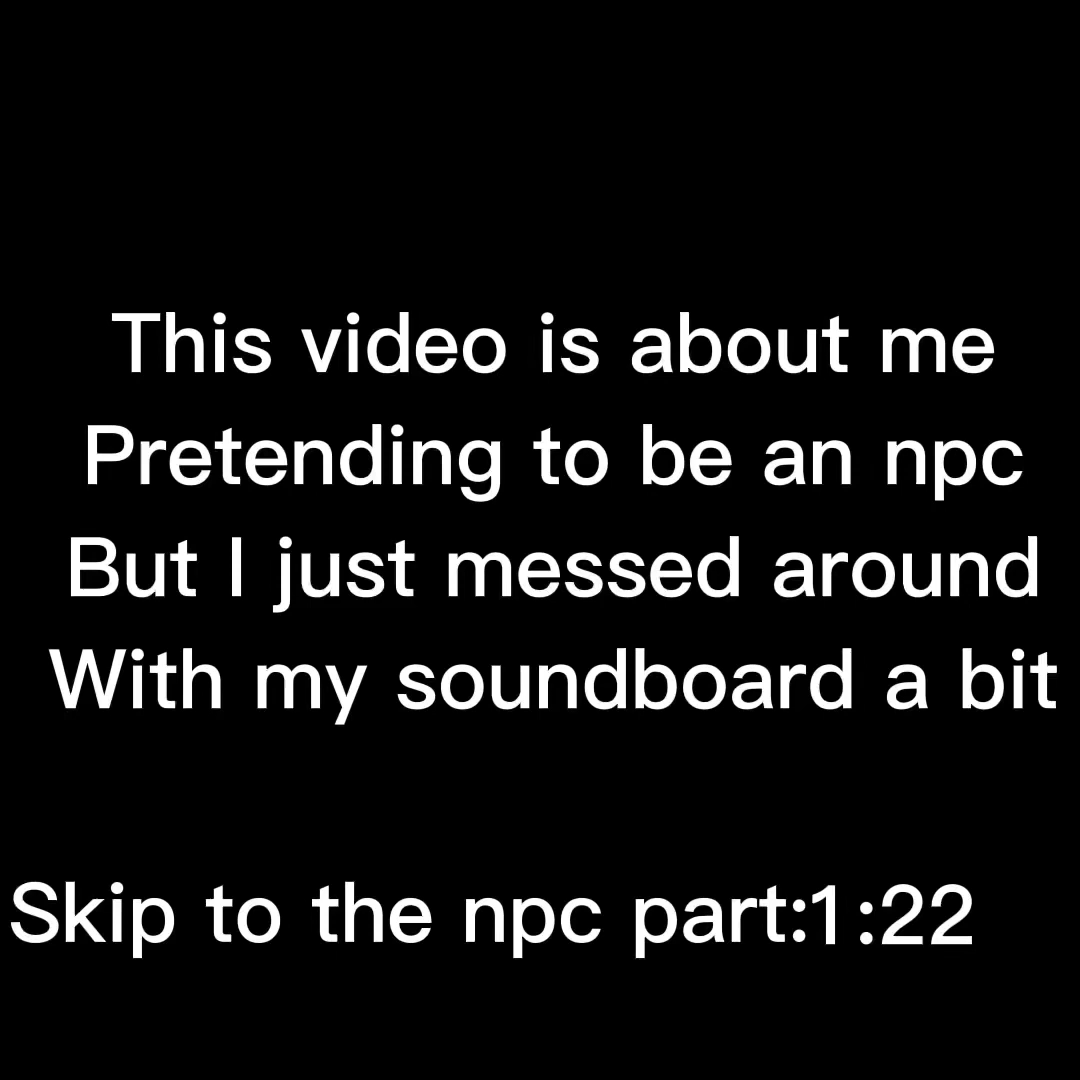 This video is about me
Pretending to be an npc
But I just messed around
With my soundboard a bit
Skip to the npc part:1:22